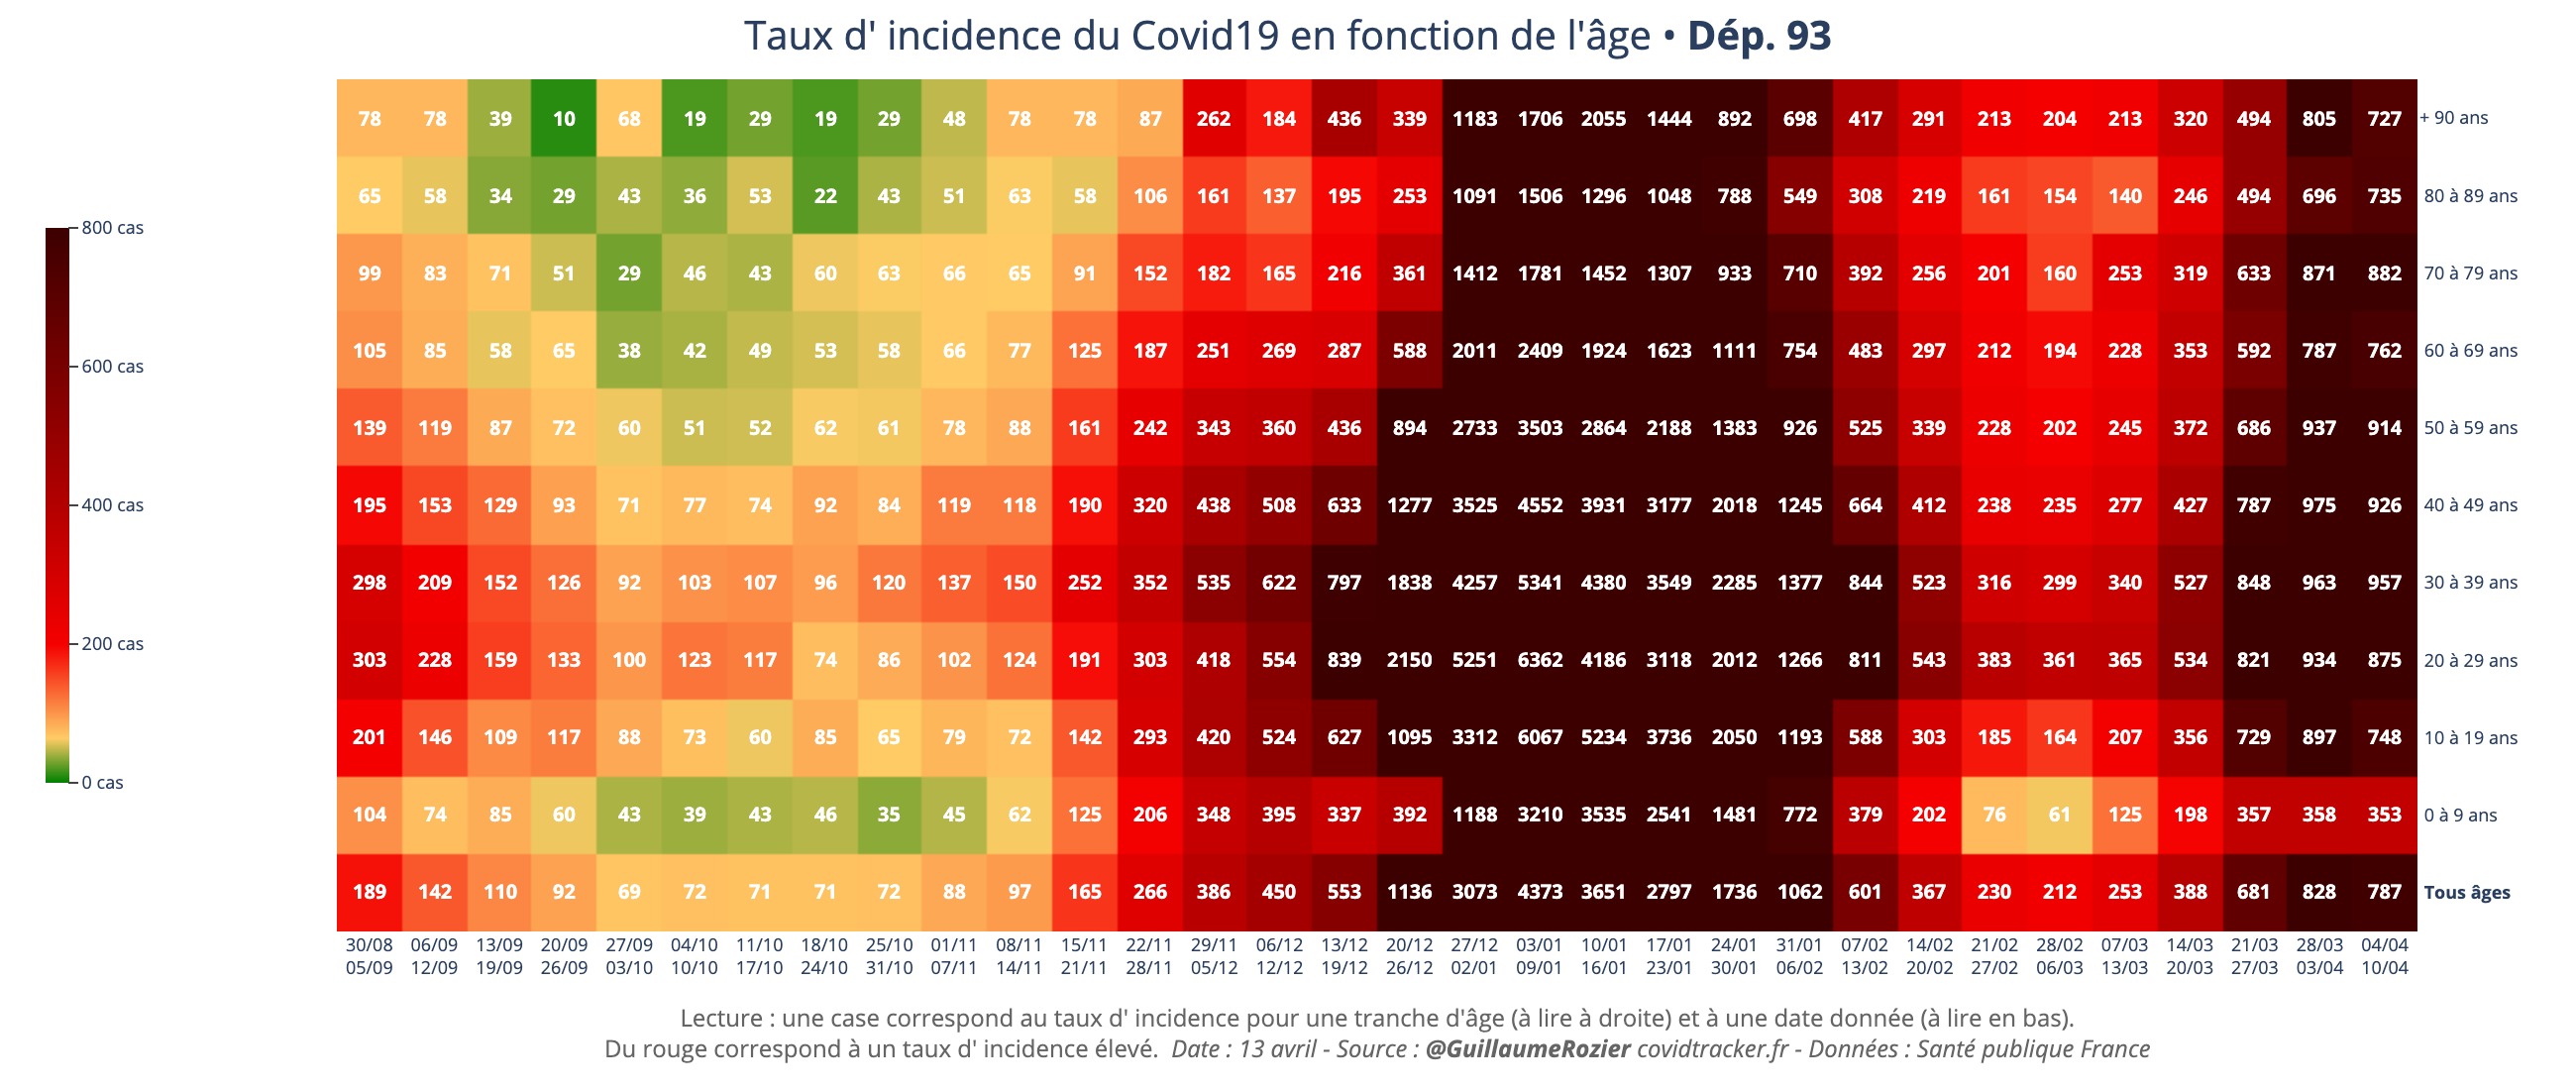 Taux d' incidence du Covid19 en fonction de l'âge • Dép. 93
800 cas
600 cas
400 cas
200 cas
0 cas
78 78 39 10 68 19 29 19 29 48 78 78 87 262 184 436 339 1183 1706 2055 1444 892 698 417 291 213 204 213 320 494 805 727 + 90 ans
65 58 34 29 43 36 53 22 43 51 63 58 106 161 137 195 253 1091 1506 1296 1048 788 549 308 219 161 154 140 246 494 696 735 80 à 89 ans
99 83 71 51 29 46 43 60 63 66 65 91 152 182 165 216 361 1412 1781 1452 1307 933 710 392 256 201 160 253 319 633 871 882 70 à 79 ans
105 85 58 65 38 42 49 53 58 66 77 125 187 251 269 287 588 2011 2409 1924 1623 1111 754 483 297 212 194 228 353 592 787 762 60 à 69 ans
139 119 87 72 60 51 52 62 61 78 88 161 242 343 360 436 894 2733 3503 2864 2188 1383 926 525 339 228 202 245 372 686 937 914 50 à 59 ans
195 153 129 93 71 77 74 92 84 119 118 190 320 438 508 633 1277 3525 4552 3931 3177 2018 1245 664 412 238 235 277 427 787 975 926 40 à 49 ans
298 209 152 126 92 103 107 96 120 137 150 252 352 535 622 797 1838 4257 5341 4380 3549 2285 1377 844 523 316 299 340 527 848 963 957 30 à 39 ans
303 228 159 133 100 123 117 74 86 102 124 191 303 418 554 839 2150 5251 6362 4186 3118 2012 1266 811 543 383 361 365 534 821 934 875 20 à 29 ans
201 146 109 117 88 73 60 85 65 79 72 142 293 420 524 627 1095 3312 6067 5234 3736 2050 1193 588 303 185 164 207 356 729 897 748 10 à 19 ans
104 74 85 60 43 39 43 46 35 45 62 125 206 348 395 337 392 1188 3210 3535 2541 1481 772 379 202 76 61 125 198 357 358 353 0 à 9 ans
189 142 110 92 69 72 71 71 72 88 97 165 266 386 450 553 1136 3073 4373 3651 2797 1736 1062 601 367 230 212 253 388 681 828 787 Tous âges
30/08 06/09 13/09 20/09 27/09 04/10 11/10 18/10 25/10 01/11 08/11 15/11 22/11 29/11 06/12 13/12 20/12 27/12 03/01 10/01 17/01 24/01 31/01 07/02 14/02 21/02 28/02 07/03 14/03 21/03 28/03 04/04
05/09 12/09 19/09 26/09 03/10 10/10 17/10 24/10 31/10 07/11 14/11 21/11 28/11 05/12 12/12 19/12 26/12 02/01 09/01 16/01 23/01 30/01 06/02 13/02 20/02 27/02 06/03 13/03 20/03 27/03 03/04 10/04
Lecture : une case correspond au taux d' incidence pour une tranche d'âge (à lire à droite) et à une date donnée (à lire en bas).
Du rouge correspond à un taux d' incidence élevé. Date : 13 avril - Source : @GuillaumeRozier covidtracker.fr - Données : Santé publique France